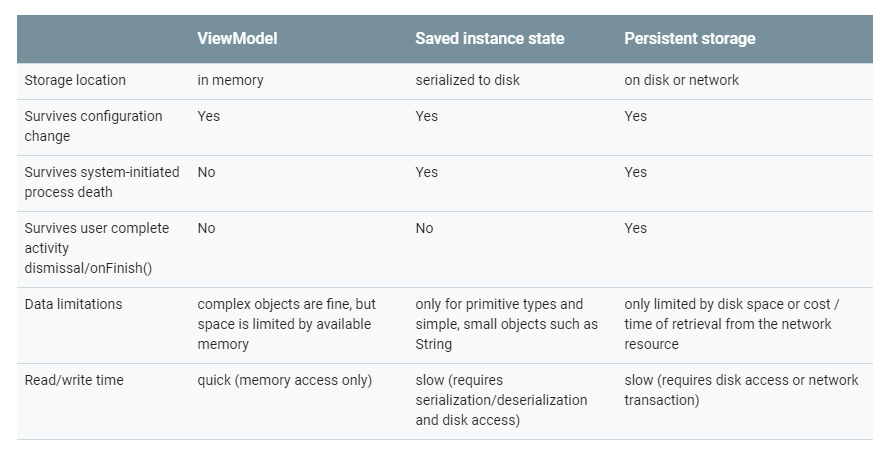 ViewModel Saved instance state Persistent storage
Storage location in memory serialized to disk on disk or network
Survives configuration Yes Yes Yes
change
Survives system-initiated No Yes Yes
process death
Survives user complete No No Yes
activity
dismissal/onFinish()
Data limitations complex objects are fine, but only for primitive types and only limited by disk space or cost /
space is limited by available simple, small objects such as time of retrieval from the network
memory String resource
Read/write time quick (memory access only) slow (requires slow (requires disk access or network
serialization/deserialization transaction)
and disk access)